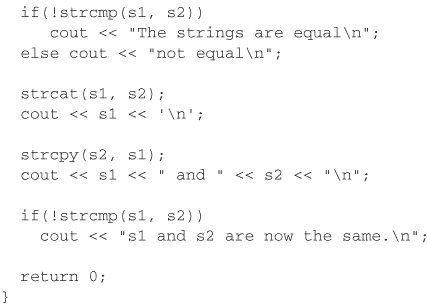 if(!strcmp(s1, s2))
cout << "The strings are equal\n";
else cout << "not equal\n";
strcat(s1, s2);
cout << s1 << '\n';
strcpy(s2, s1);
cout << s1 << " and " << s2 << "\n";
if(!strcmp(s1, s2))
cout << "s1 and s2 are now the same.\n";
return 0;
}